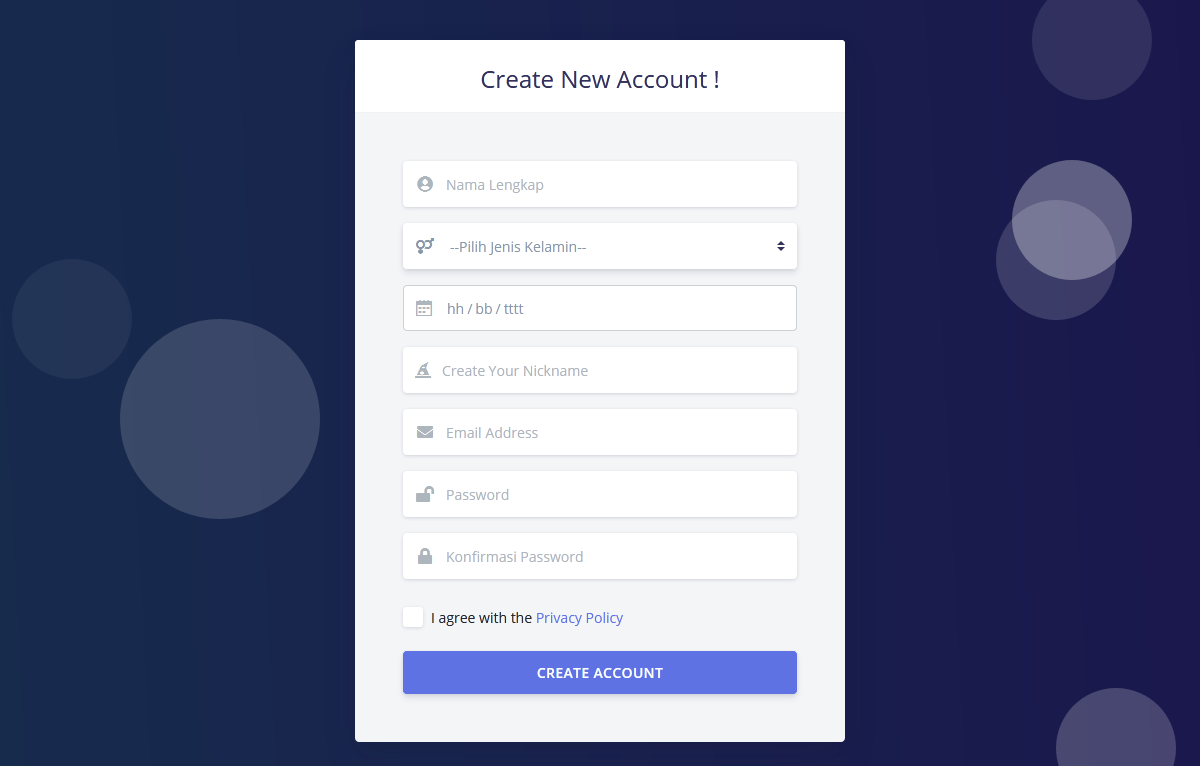 Create New Account !
Nama Lengkap
--Pilih Jenis Kelamin--
hh / bb / tttt
Create Your Nickname
Email Address
Password
Konfirmasi Password
I agree with the Privacy Policy
CREATE ACCOUNT